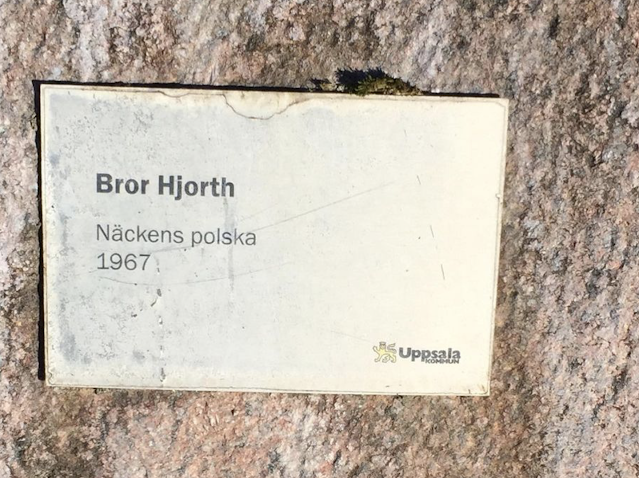 Bror Hjorth
Näckens polska
1967
Uppsala
KOMMUN